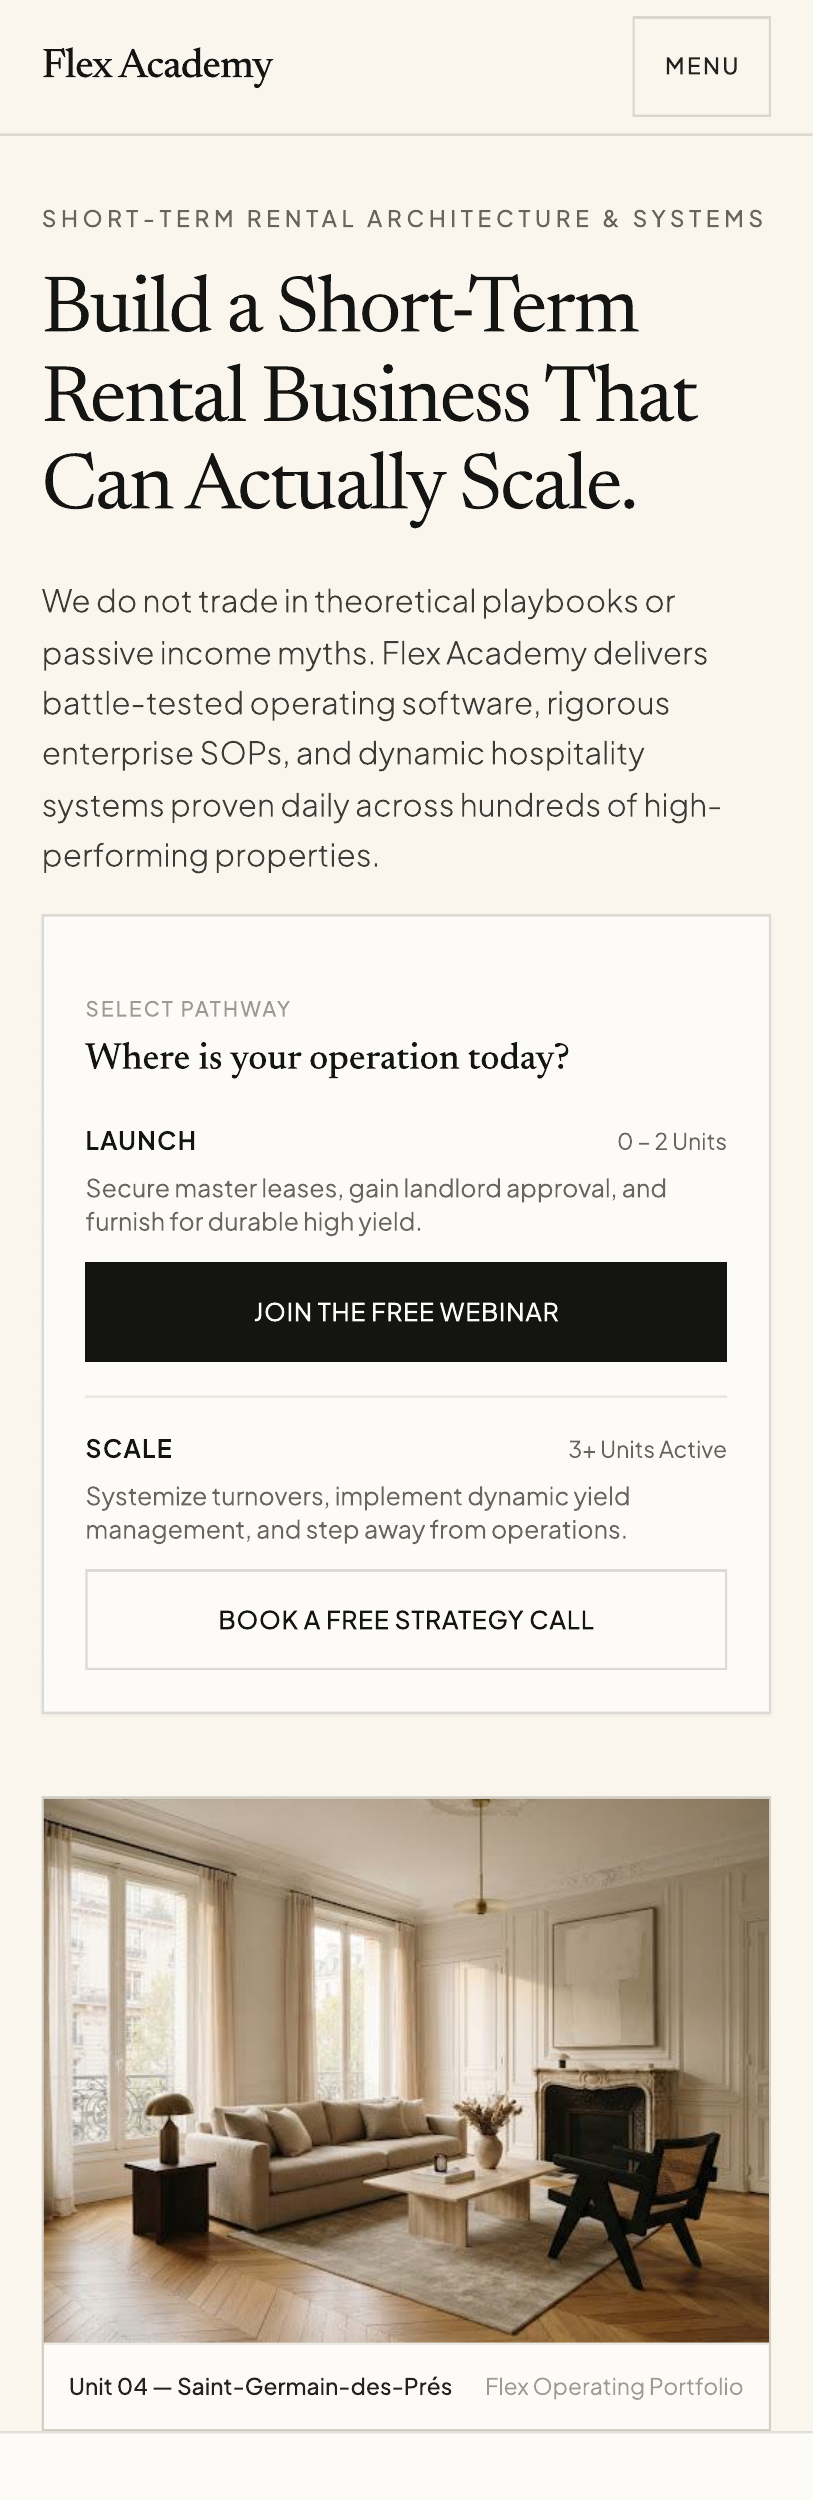 Flex Academy
MENU
SHORT-TERM RENTAL ARCHITECTURE & SYSTEMS
Build a Short-Term
Rental Business That
Can Actually Scale.
We do not trade in theoretical playbooks or
passive income myths. Flex Academy delivers
battle-tested operating software, rigorous
enterprise SOPs, and dynamic hospitality
systems proven daily across hundreds of high-
performing properties.
SELECT PATHWAY
Where is your operation today?
LAUNCH
0 – 2 Units
Secure master leases, gain landlord approval, and
furnish for durable high yield.
JOIN THE FREE WEBINAR
SCALE
3+ Units Active
Systemize turnovers, implement dynamic yield
management, and step away from operations.
BOOK A FREE STRATEGY CALL
Unit 04 — Saint-Germain-des-Prés
Flex Operating Portfolio